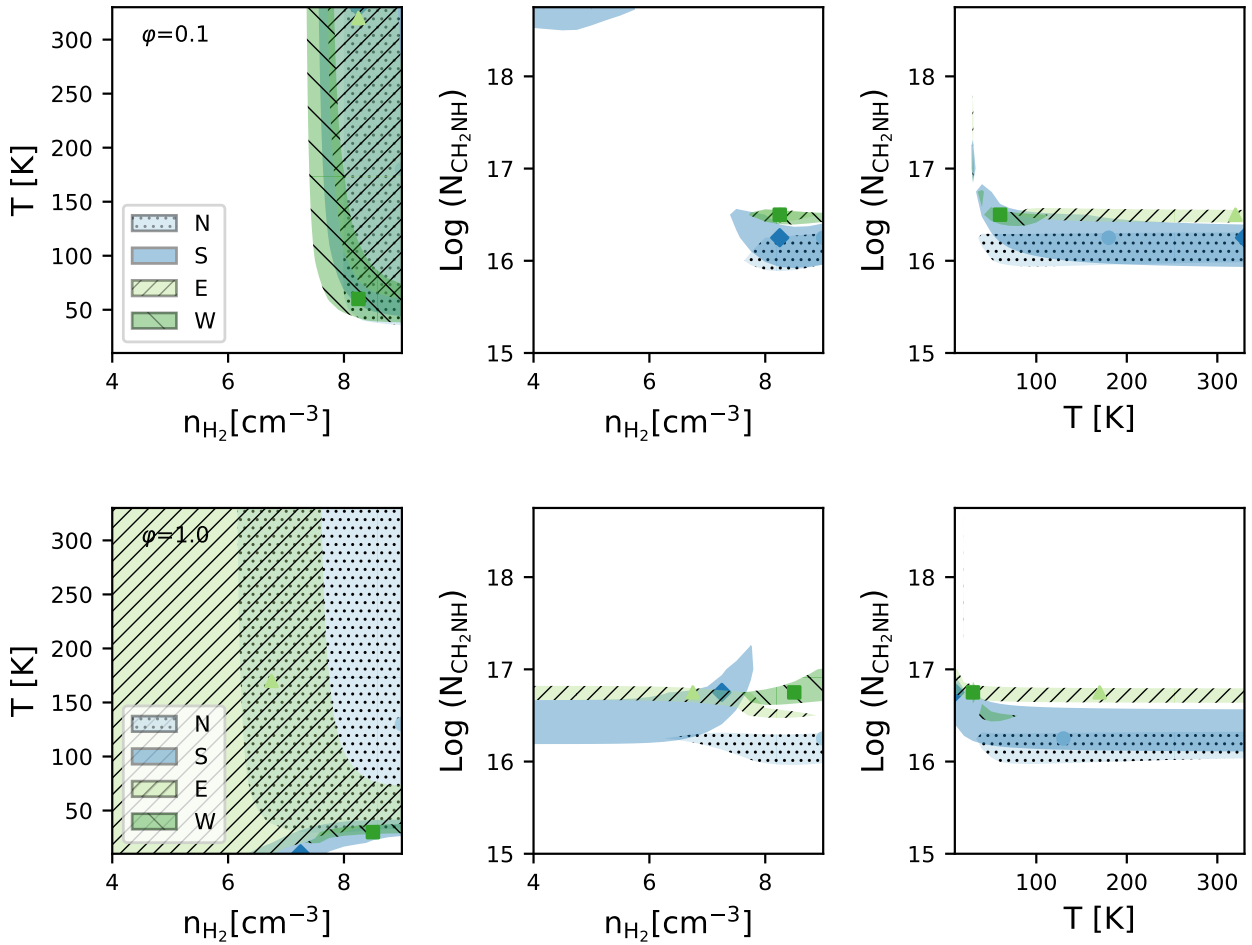 φ=0.1
300
250
200
150
100
50
T [K]
N
S
E
W
4
6
8
n_H₂[cm⁻³]
18
17
16
15
Log (N_CH₂NH)
4
6
8
n_H₂[cm⁻³]
18
17
16
15
Log (N_CH₂NH)
100
200
300
T [K]
φ=1.0
300
250
200
150
100
50
T [K]
N
S
E
W
4
6
8
n_H₂[cm⁻³]
18
17
16
15
Log (N_CH₂NH)
4
6
8
n_H₂[cm⁻³]
18
17
16
15
Log (N_CH₂NH)
100
200
300
T [K]